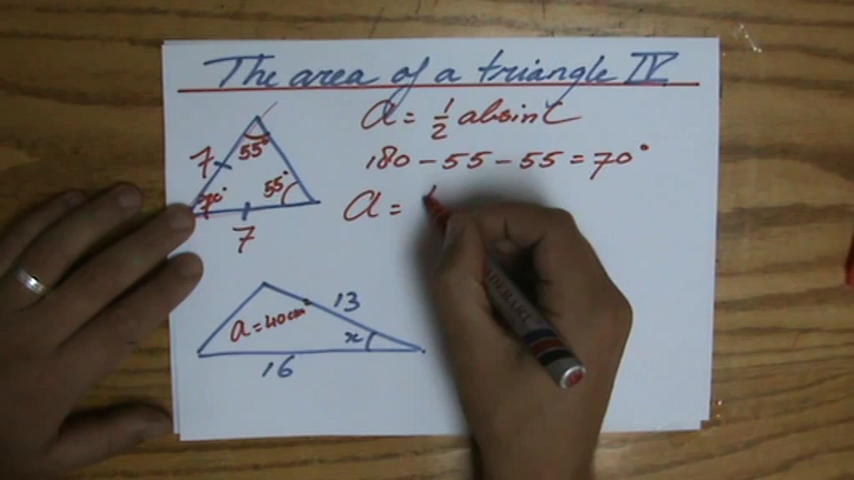 The area of a triangle IV
a = 1/2 absinC
180 - 55 - 55 = 70°
a =
7
55°
70°
55°
7
a = 40cm
13
x
16